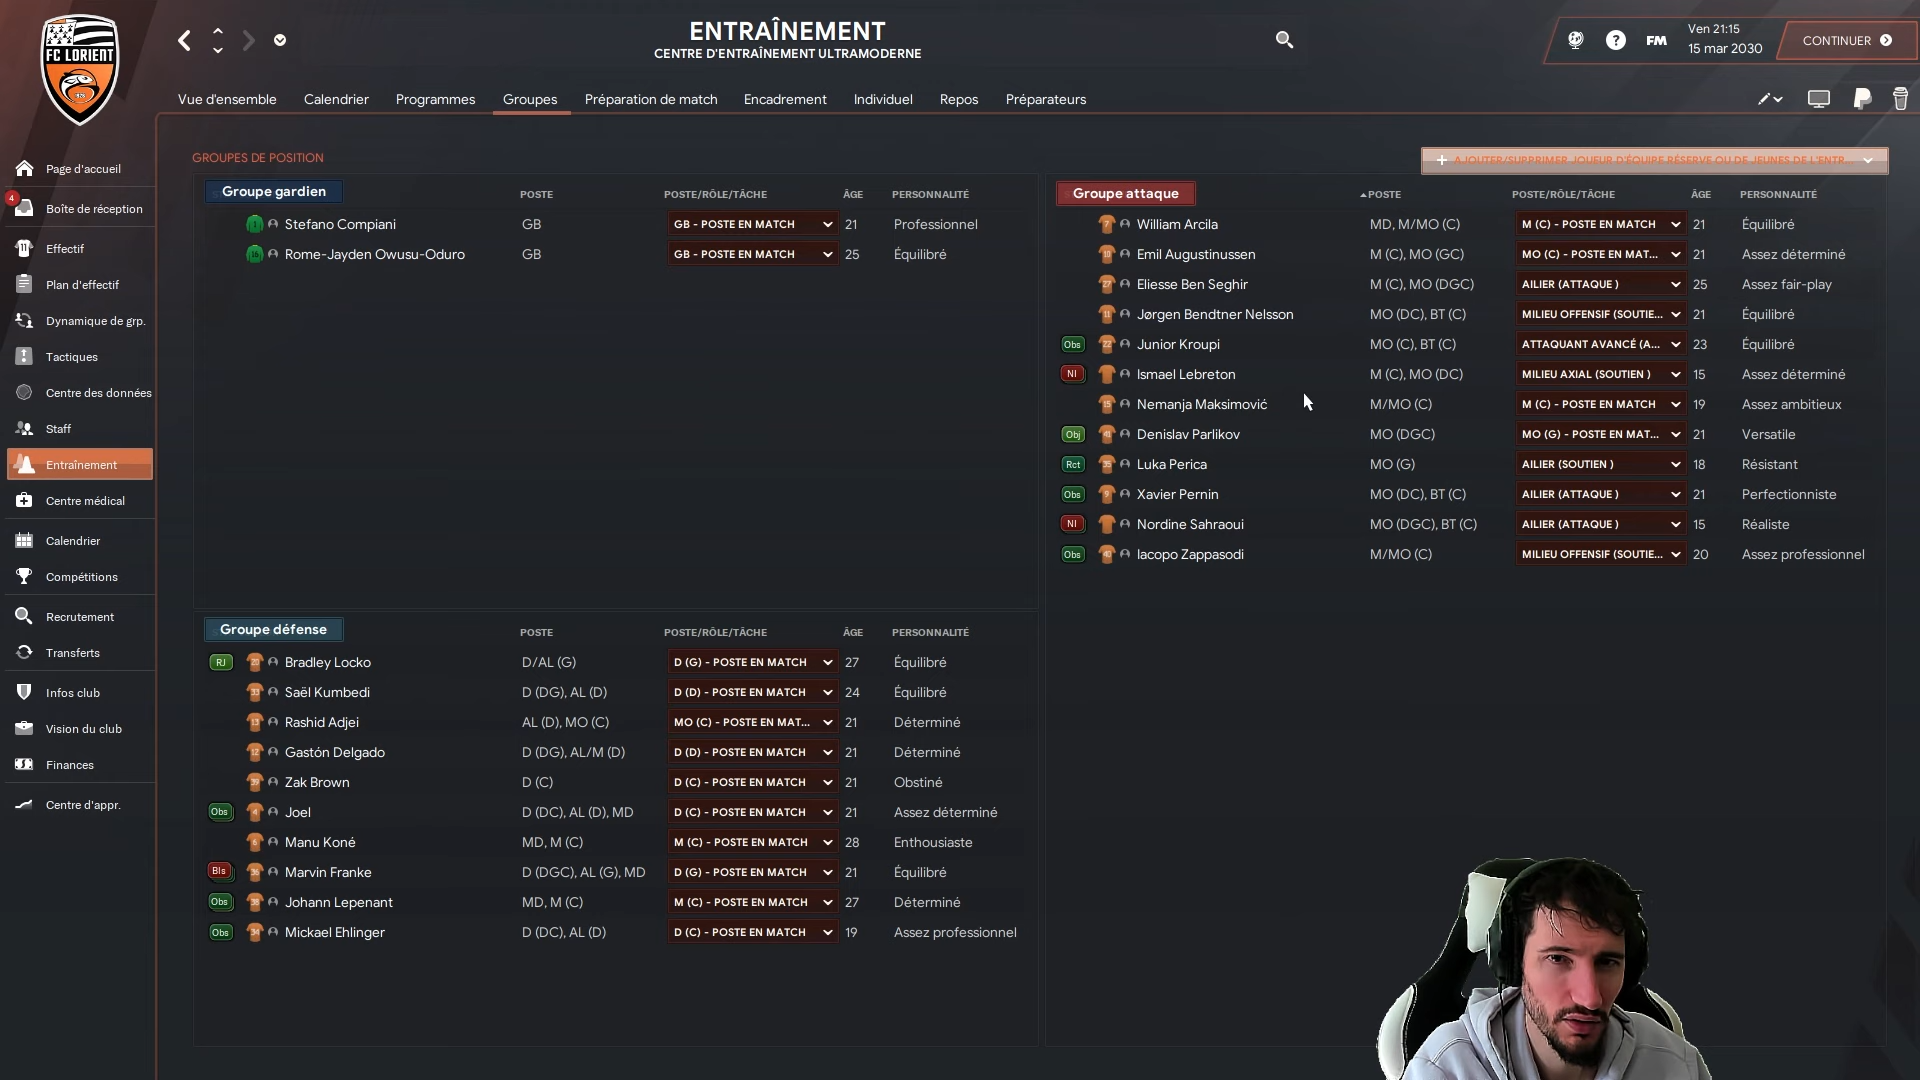 FC LORIENT
ENTRAÎNEMENT
CENTRE D'ENTRAÎNEMENT ULTRAMODERNE
FM
Ven 21:15
15 mar 2030
CONTINUER
Vue d'ensemble
Calendrier
Programmes
Groupes
Préparation de match
Encadrement
Individuel
Repos
Préparateurs
Page d'accueil
4
Boîte de réception
Effectif
Plan d'effectif
Dynamique de grp.
Tactiques
Centre des données
Staff
Entraînement
Centre médical
Calendrier
Compétitions
Recrutement
Transferts
Infos club
Vision du club
Finances
Centre d'appr.
GROUPES DE POSITION
AJOUTER/SUPPRIMER JOUEUR D'ÉQUIPE RÉSERVE OU DE JEUNES DE L'ENTR...
Groupe gardien POSTE POSTE/RÔLE/TÂCHE ÂGE PERSONNALITÉ
Stefano Compiani GB GB - POSTE EN MATCH 21 Professionnel
Rome-Jayden Owusu-Oduro GB GB - POSTE EN MATCH 25 Équilibré
Groupe défense POSTE POSTE/RÔLE/TÂCHE ÂGE PERSONNALITÉ
RJ Bradley Locko D/AL (G) D (G) - POSTE EN MATCH 27 Équilibré
Saël Kumbedi D (DG), AL (D) D (D) - POSTE EN MATCH 24 Équilibré
Rashid Adjei AL (D), MO (C) MO (C) - POSTE EN MAT... 21 Déterminé
Gastón Delgado D (DG), AL/M (D) D (D) - POSTE EN MATCH 21 Déterminé
Zak Brown D (C) D (C) - POSTE EN MATCH 21 Obstiné
Obs Joel D (DC), AL (D), MD D (C) - POSTE EN MATCH 21 Assez déterminé
Manu Koné MD, M (C) M (C) - POSTE EN MATCH 28 Enthousiaste
Bls Marvin Franke D (DGC), AL (G), MD D (G) - POSTE EN MATCH 21 Équilibré
Obs Johann Lepenant MD, M (C) M (C) - POSTE EN MATCH 27 Déterminé
Obs Mickael Ehlinger D (DC), AL (D) D (C) - POSTE EN MATCH 19 Assez professionnel
Groupe attaque POSTE POSTE/RÔLE/TÂCHE ÂGE PERSONNALITÉ
William Arcila MD, M/MO (C) M (C) - POSTE EN MATCH 21 Équilibré
Emil Augustinussen M (C), MO (GC) MO (C) - POSTE EN MAT... 21 Assez déterminé
Eliesse Ben Seghir M (C), MO (DGC) AILIER (ATTAQUE ) 25 Assez fair-play
Jørgen Bendtner Nelsson MO (DC), BT (C) MILIEU OFFENSIF (SOUTIE... 21 Équilibré
Obs Junior Kroupi MO (C), BT (C) ATTAQUANT AVANCÉ (A... 23 Équilibré
NI Ismael Lebreton M (C), MO (DC) MILIEU AXIAL (SOUTIEN ) 15 Assez déterminé
Nemanja Maksimović M/MO (C) M (C) - POSTE EN MATCH 19 Assez ambitieux
Obj Denislav Parlikov MO (DGC) MO (G) - POSTE EN MAT... 21 Versatile
Rct Luka Perica MO (G) AILIER (SOUTIEN ) 18 Résistant
Obs Xavier Pernin MO (DC), BT (C) AILIER (ATTAQUE ) 21 Perfectionniste
NI Nordine Sahraoui MO (DGC), BT (C) AILIER (ATTAQUE ) 15 Réaliste
Obs Iacopo Zappasodi M/MO (C) MILIEU OFFENSIF (SOUTIE... 20 Assez professionnel